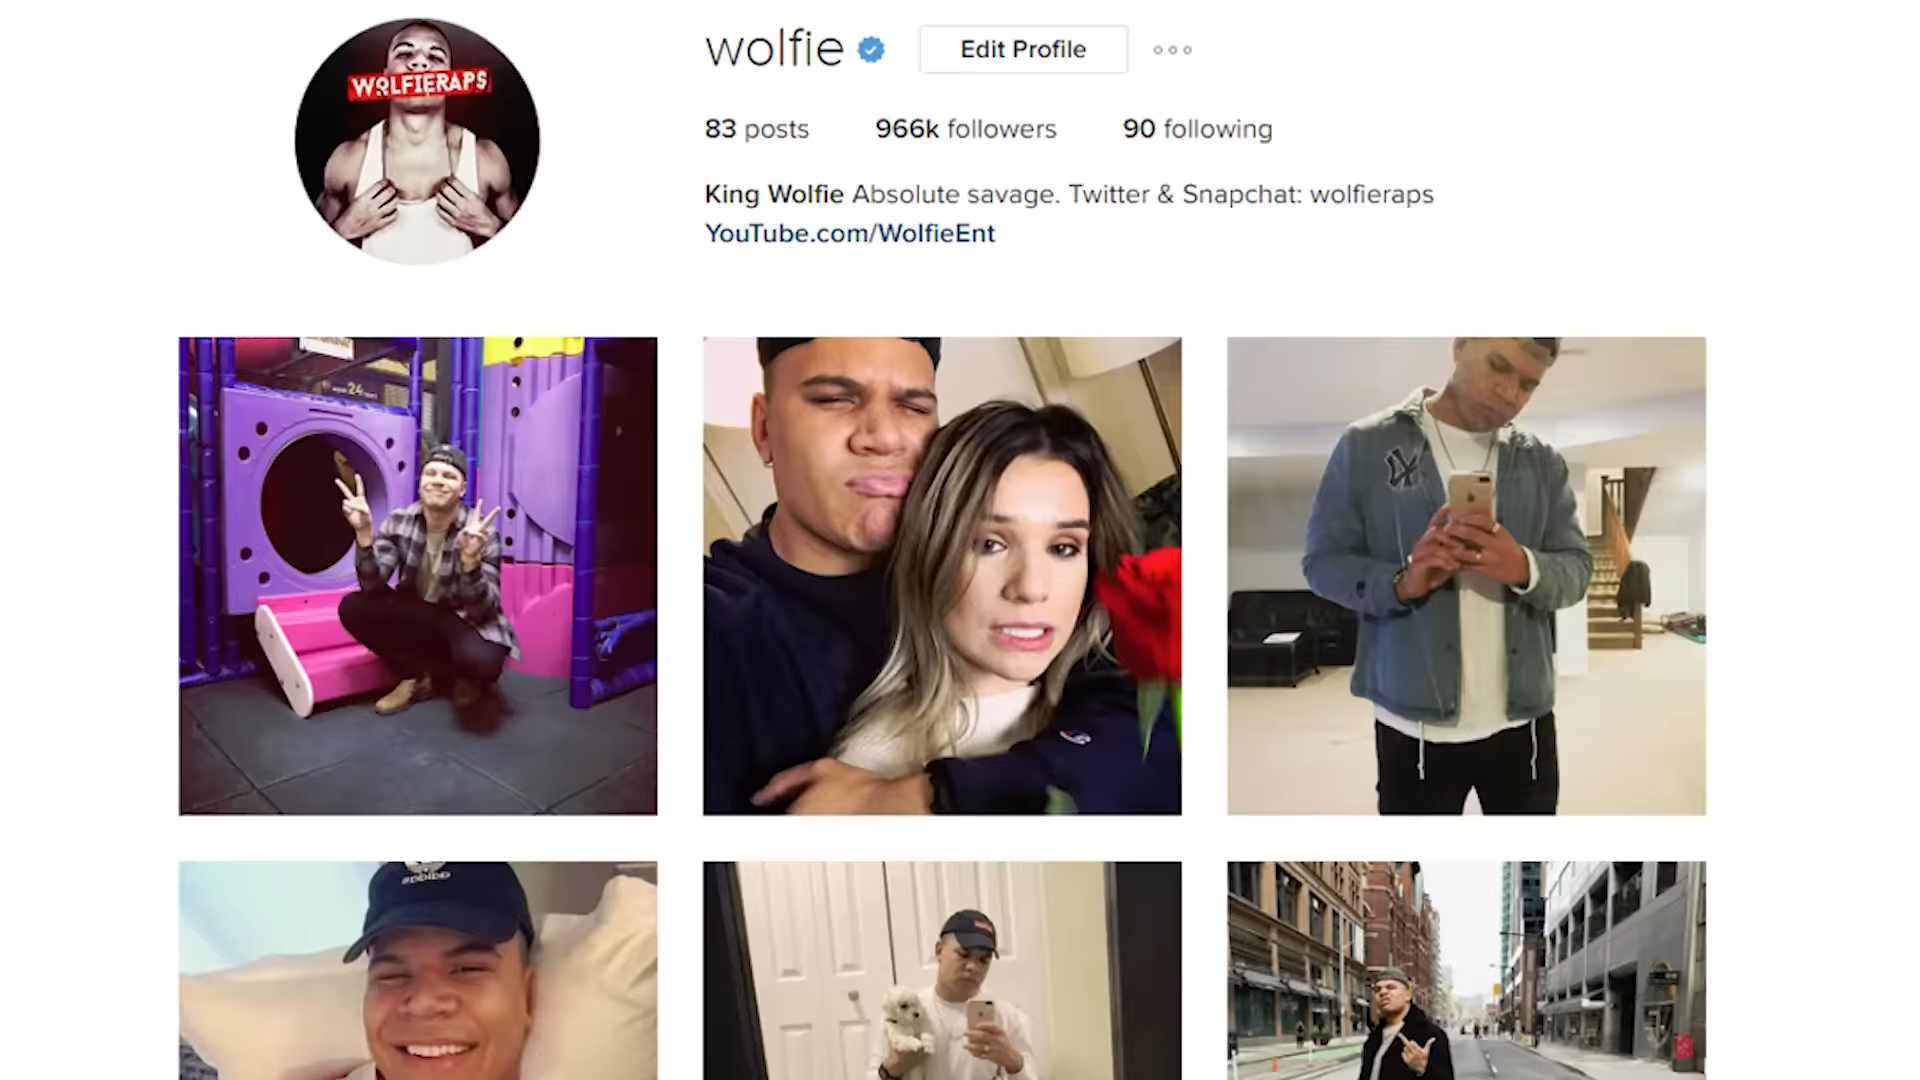 WOLFIERAPS
wolfie
Edit Profile
83 posts
966k followers
90 following
King Wolfie Absolute savage. Twitter & Snapchat: wolfieraps
YouTube.com/WolfieEnt
24
NY